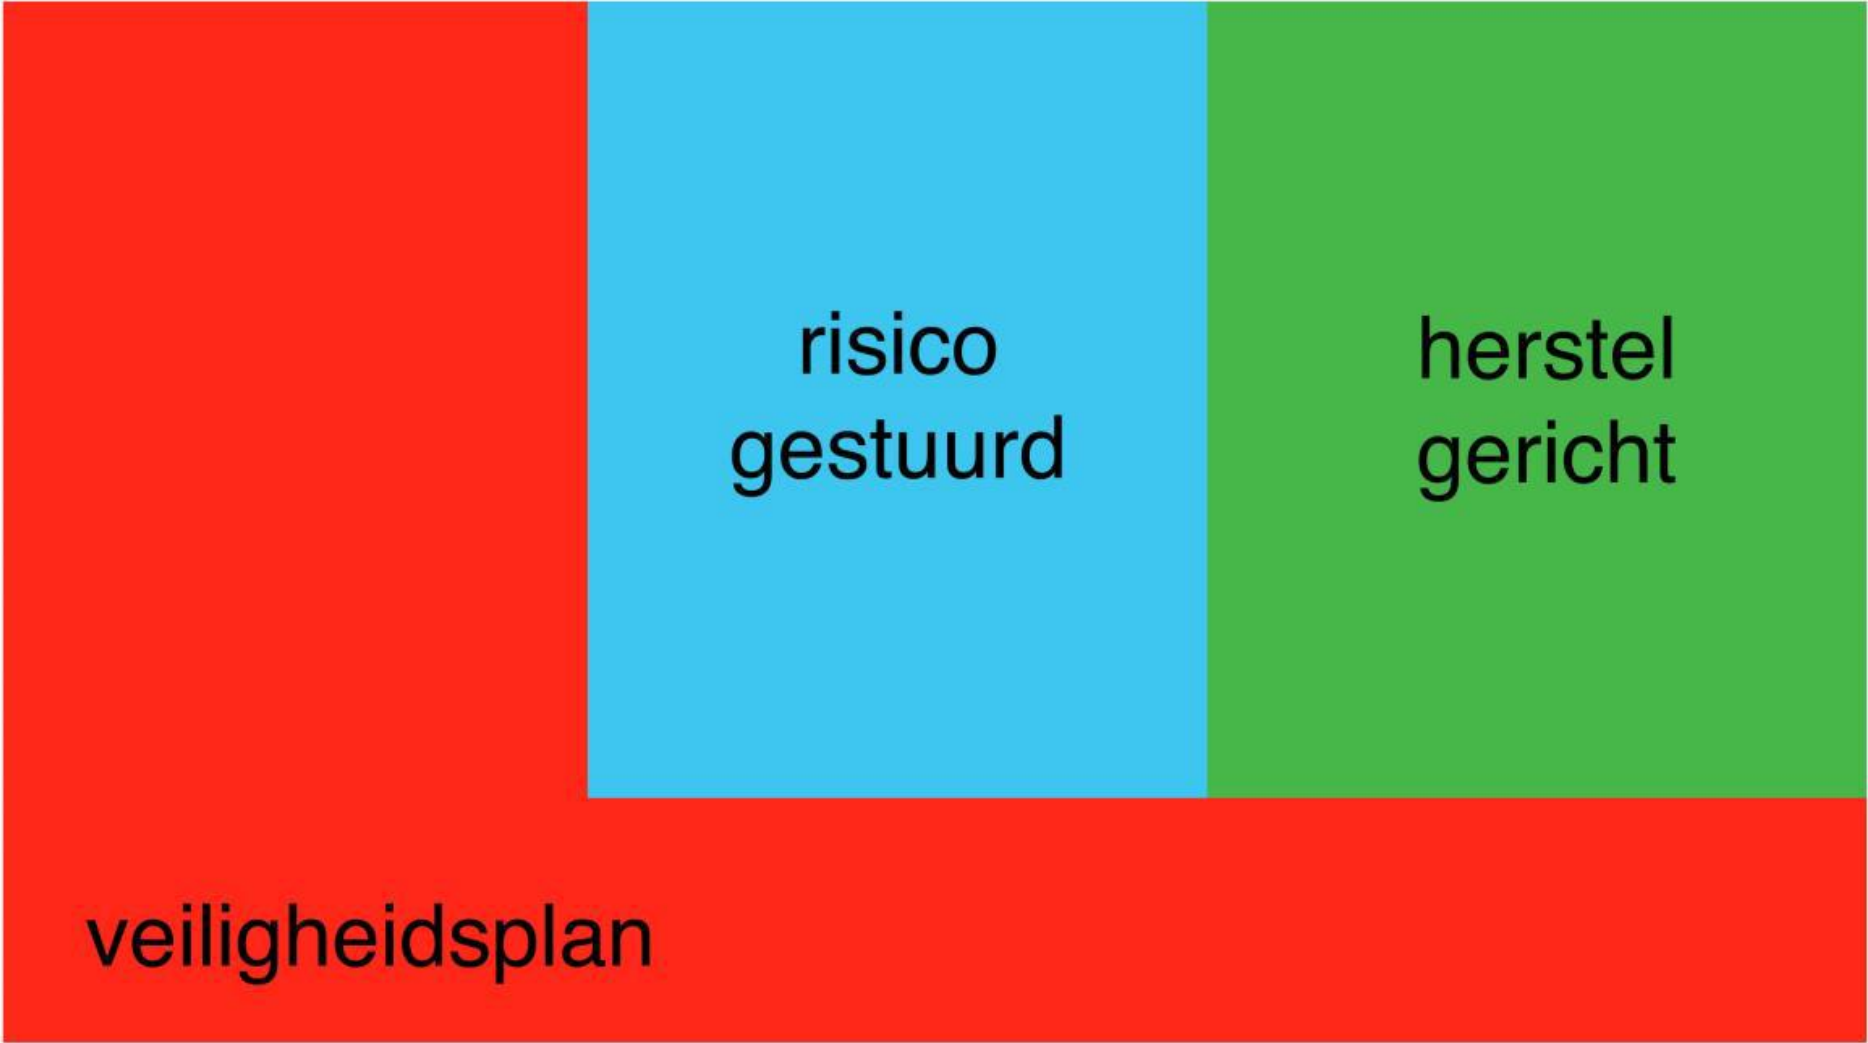 risico
gestuurd
herstel
gericht
veiligheidsplan